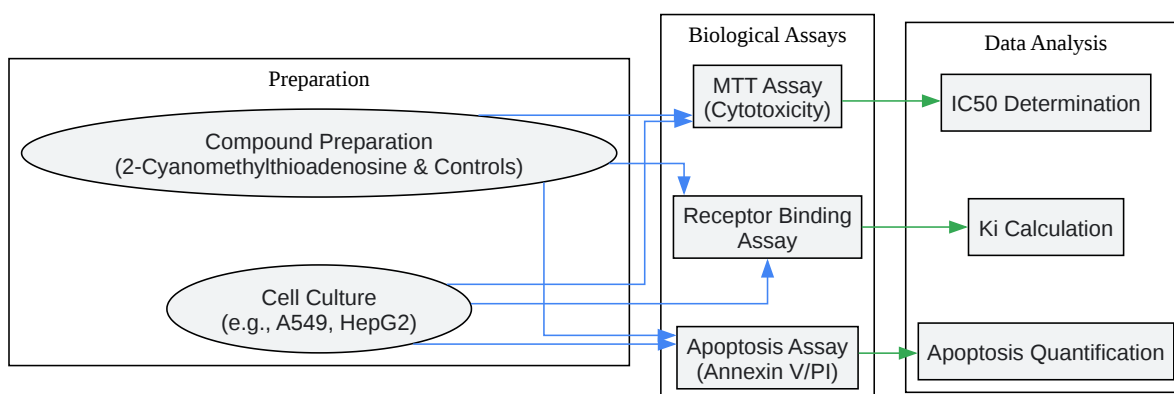 Preparation
Compound Preparation
(2-Cyanomethylthioadenosine & Controls)
Cell Culture
(e.g., A549, HepG2)
Biological Assays
MTT Assay
(Cytotoxicity)
Receptor Binding
Assay
Apoptosis Assay
(Annexin V/PI)
Data Analysis
IC50 Determination
Ki Calculation
Apoptosis Quantification